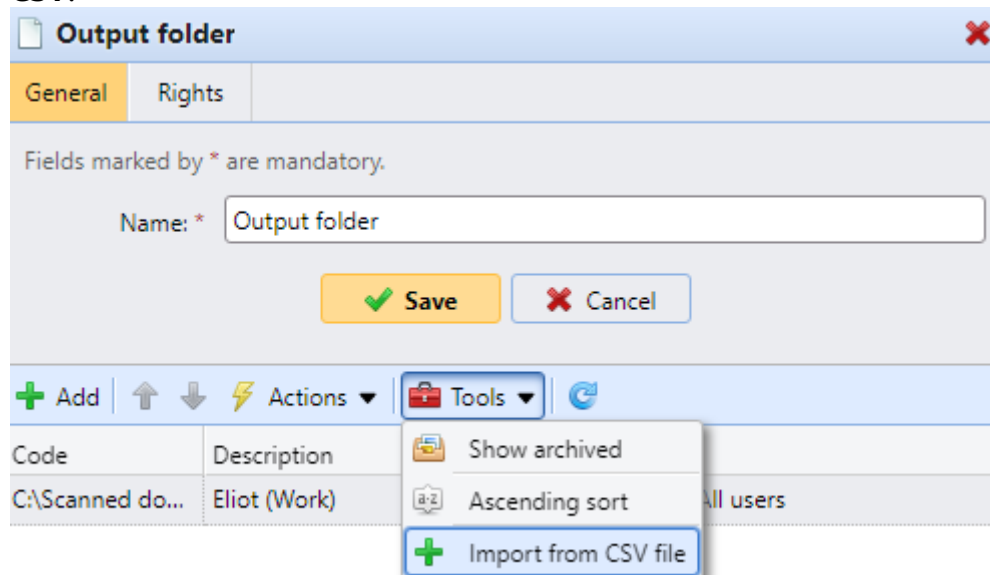 Output folder
General Rights
Fields marked by * are mandatory.
Name: * Output folder
Save Cancel
Add Actions Tools
Code Description Show archived
C:\Scanned do... Eliot (Work) a-z Ascending sort All users
Import from CSV file